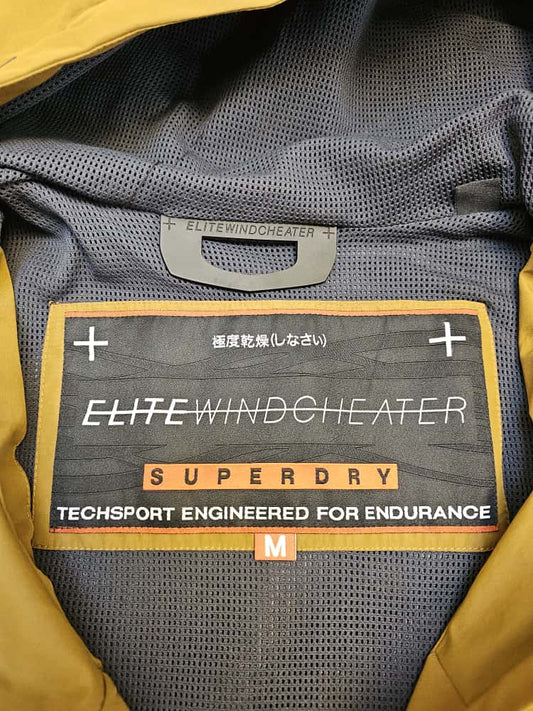 + ELITEWINDCHEATER +
極度乾燥(しなさい)
ELITEWINDCHEATER
SUPERDRY
TECHSPORT ENGINEERED FOR ENDURANCE
M